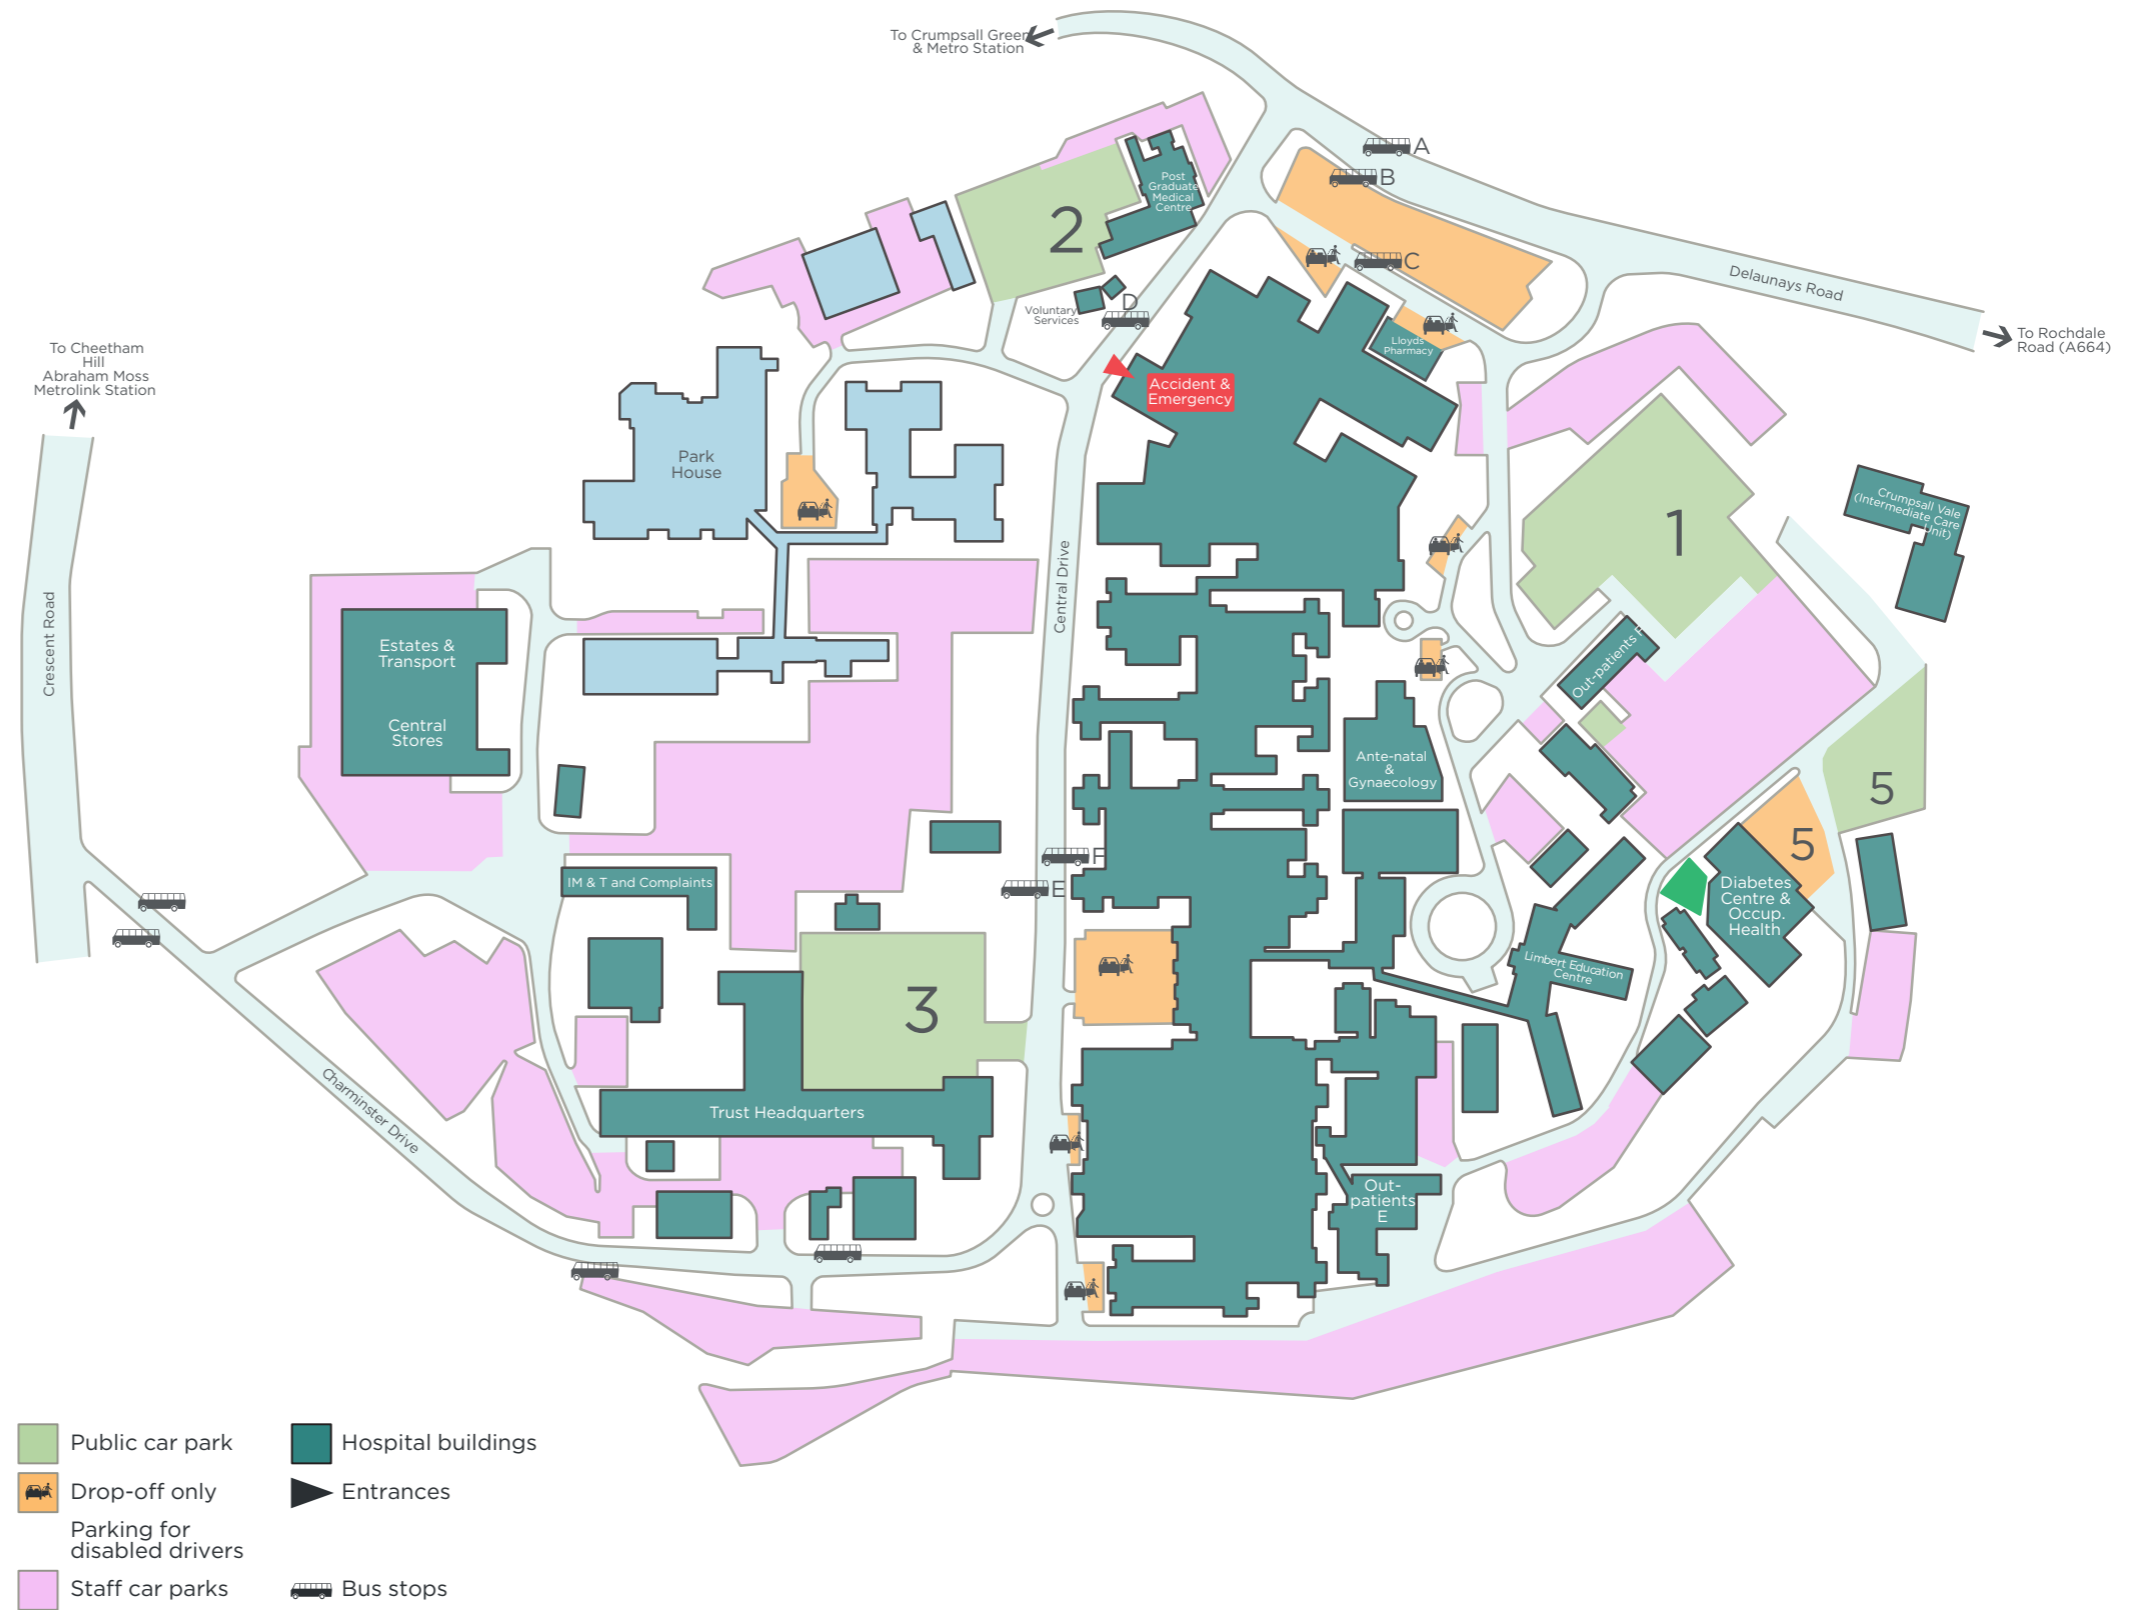 To Crumpsall Green
& Metro Station
A
B
C
D
2
Post
Graduate
Medical
Centre
Voluntary
Services
Delaunays Road
To Rochdale
Road (A664)
Lloyds
Pharmacy
Accident &
Emergency
To Cheetham
Hill
Abraham Moss
Metrolink Station
Park
House
1
Crumpsall Vale
(Intermediate Care
Unit)
Central Drive
Crescent Road
Estates &
Transport
Central
Stores
Out-patients F
Ante-natal
&
Gynaecology
5
5
F
E
IM & T and Complaints
Diabetes
Centre &
Occup.
Health
Limbert Education
Centre
3
Trust Headquarters
Charminster Drive
Out-
patients
E
Public car park
Drop-off only
Parking for
disabled drivers
Staff car parks
Hospital buildings
Entrances
Bus stops